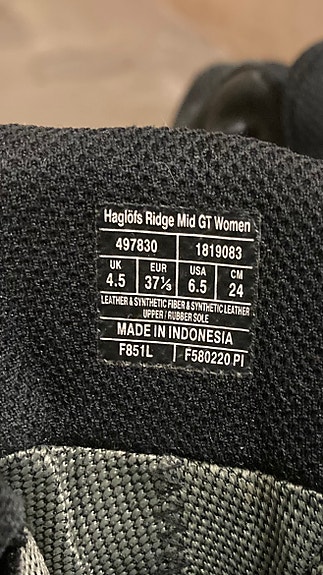 Haglöfs Ridge Mid GT Women
497830 1819083
UK EUR USA CM
4.5 37⅓ 6.5 24
LEATHER & SYNTHETIC FIBER & SYNTHETIC LEATHER
UPPER / RUBBER SOLE
MADE IN INDONESIA
F851L F580220 PI